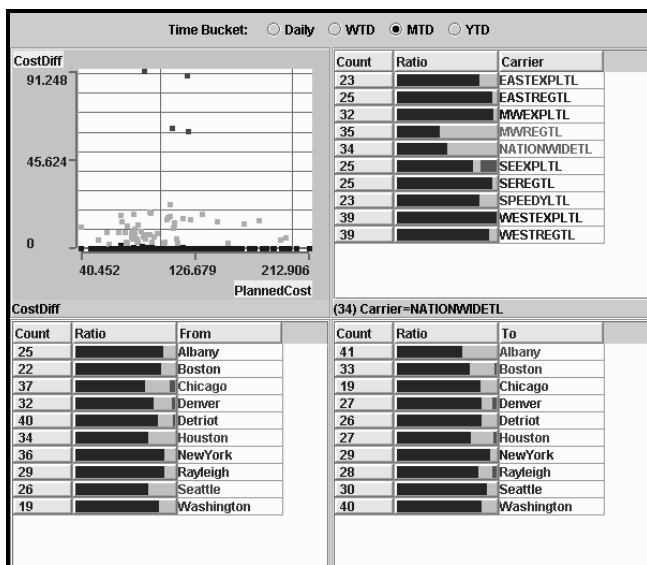 Time Bucket: Daily WTD MTD YTD
CostDiff
91.248
45.624
0
40.452 126.679 212.906
PlannedCost
Count Ratio Carrier
23 EASTEXPLTL
25 EASTREGTL
32 MWEXPLTL
35 MWREGTL
34 NATIONWIDETL
25 SEEXPLTL
25 SEREGTL
23 SPEEDYLTL
39 WESTEXPLTL
39 WESTREGTL
CostDiff
(34) Carrier=NATIONWIDETL
Count Ratio From
25 Albany
22 Boston
37 Chicago
32 Denver
40 Detriot
34 Houston
36 NewYork
29 Rayleigh
26 Seattle
19 Washington
Count Ratio To
41 Albany
33 Boston
19 Chicago
27 Denver
26 Detriot
27 Houston
29 NewYork
28 Rayleigh
30 Seattle
40 Washington